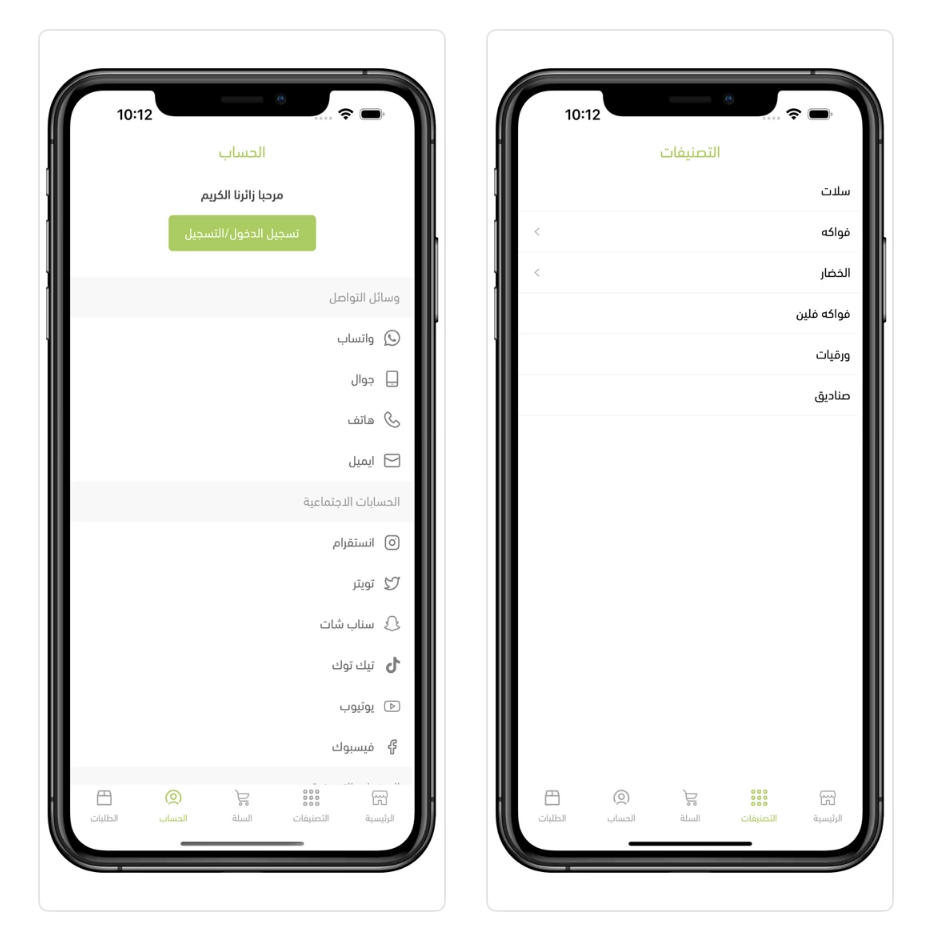 10:12
الحساب
مرحبا زائرنا الكريم
تسجيل الدخول/التسجيل
وسائل التواصل
واتساب
جوال
هاتف
ايميل
الحسابات الاجتماعية
انستقرام
تويتر
سناب شات
تيك توك
يوتيوب
فيسبوك
الرئيسية
التصنيفات
السلة
الحساب
الطلبات
10:12
التصنيفات
سلات
فواكه
الخضار
فواكه فلين
ورقيات
صناديق
الرئيسية
التصنيفات
السلة
الحساب
الطلبات